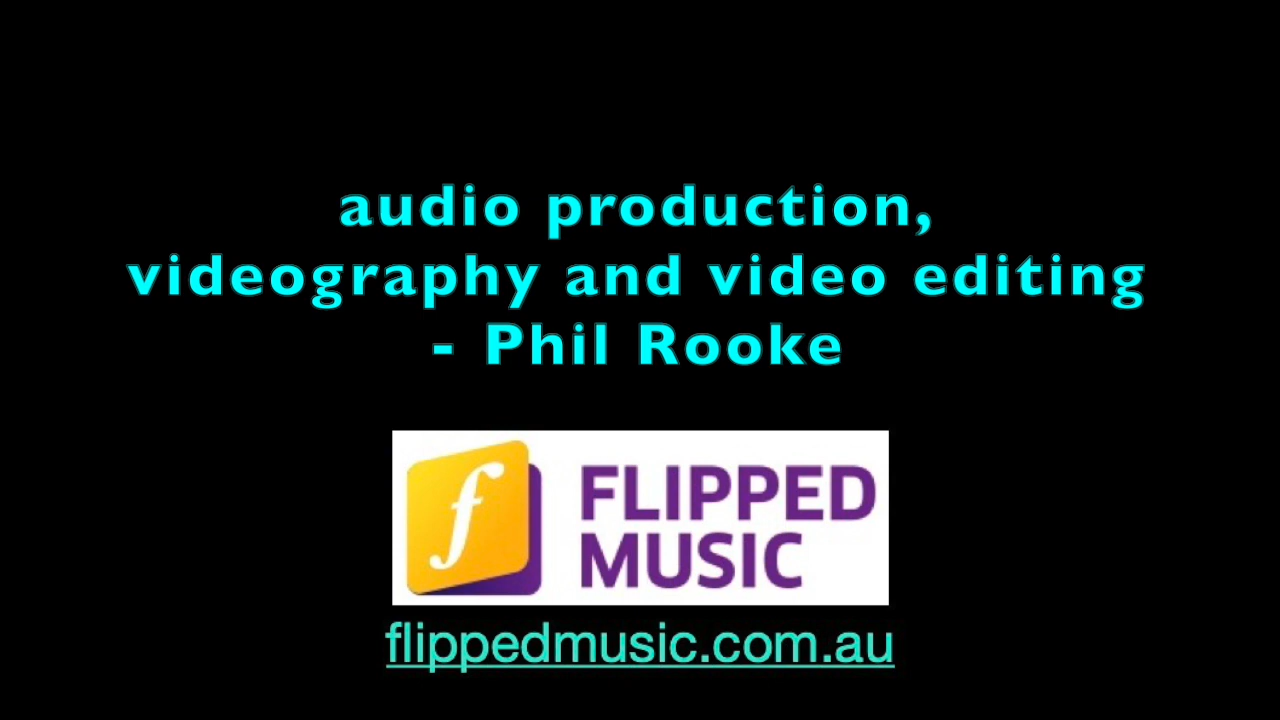 audio production,
videography and video editing
- Phil Rooke
f
FLIPPED
MUSIC
flippedmusic.com.au